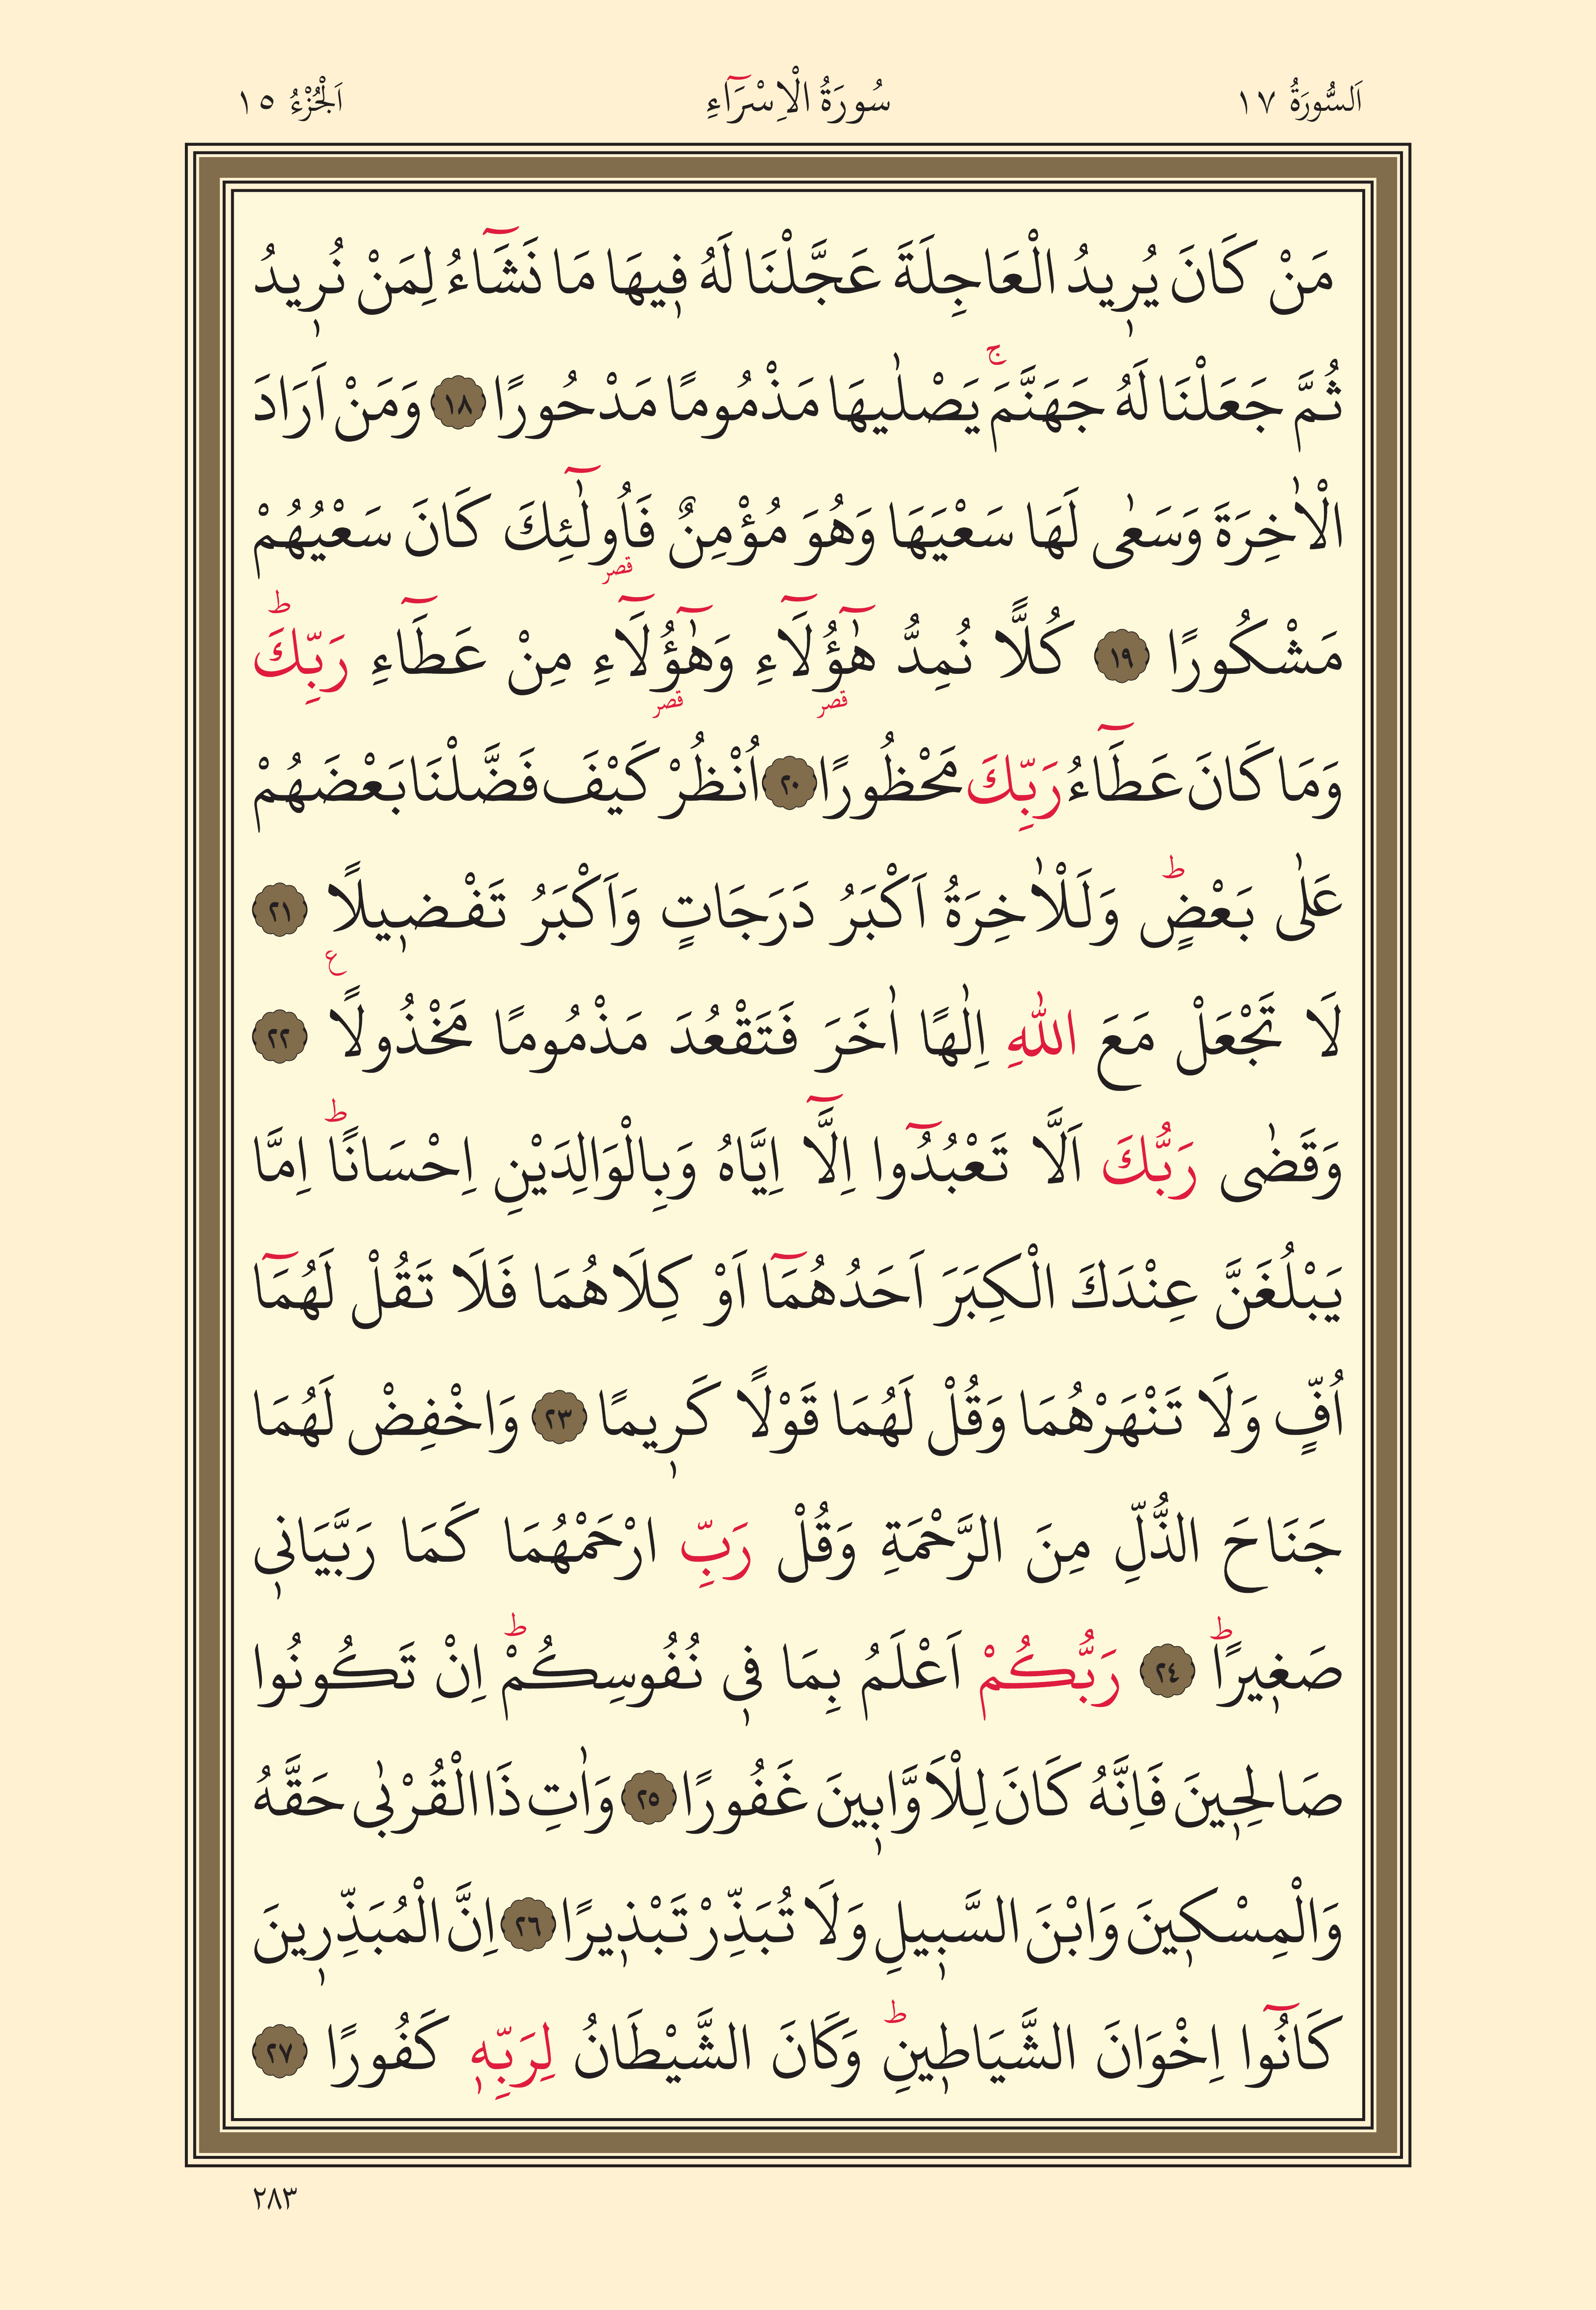 اَلسُّورَةُ ١٧ سُورَةُ الْاِسْرَٓاءِ اَلْجُزْءُ ١٥
مَنْ كَانَ يُر۪يدُ الْعَاجِلَةَ عَجَّلْنَا لَهُ ف۪يهَا مَا نَشَٓاءُ لِمَنْ نُر۪يدُ
ثُمَّ جَعَلْنَا لَهُ جَهَنَّمَۚ يَصْلٰيهَا مَذْمُومًا مَدْحُورًا ١٨ وَمَنْ اَرَادَ
الْاٰخِرَةَ وَسَعٰى لَهَا سَعْيَهَا وَهُوَ مُؤْمِنٌ فَاُو۬لٰٓئِكَ كَانَ سَعْيُهُمْ
قصر
مَشْكُورًا ١٩ كُلًّا نُمِدُّ هٰٓؤُ۬لَٓاءِ وَهٰٓؤُ۬لَٓاءِ مِنْ عَطَٓاءِ رَبِّكَۜ
قصر قصر
وَمَا كَانَ عَطَٓاءُ رَبِّكَ مَحْظُورًا ٢٠ اُنْظُرْ كَيْفَ فَضَّلْنَا بَعْضَهُمْ
عَلٰى بَعْضٍۜ وَلَلْاٰخِرَةُ اَكْبَرُ دَرَجَاتٍ وَاَكْبَرُ تَفْض۪يلًا ٢١
لَا تَجْعَلْ مَعَ اللّٰهِ اِلٰهًا اٰخَرَ فَتَقْعُدَ مَذْمُومًا مَخْذُولًا ع ٢٢
وَقَضٰى رَبُّكَ اَلَّا تَعْبُدُٓوا اِلَّٓا اِيَّاهُ وَبِالْوَالِدَيْنِ اِحْسَانًاۜ اِمَّا
يَبْلُغَنَّ عِنْدَكَ الْكِبَرَ اَحَدُهُمَٓا اَوْ كِلَاهُمَا فَلَا تَقُلْ لَهُمَٓا
اُفٍّ وَلَا تَنْهَرْهُمَا وَقُلْ لَهُمَا قَوْلًا كَر۪يمًا ٢٣ وَاخْفِضْ لَهُمَا
جَنَاحَ الذُّلِّ مِنَ الرَّحْمَةِ وَقُلْ رَبِّ ارْحَمْهُمَا كَمَا رَبَّيَان۪ى
صَغ۪يرًاۜ ٢٤ رَبُّكُمْ اَعْلَمُ بِمَا ف۪ى نُفُوسِكُمْۜ اِنْ تَكُونُوا
صَالِح۪ينَ فَاِنَّهُ كَانَ لِلْاَوَّاب۪ينَ غَفُورًا ٢٥ وَاٰتِ ذَا الْقُرْبٰى حَقَّهُ
وَالْمِسْك۪ينَ وَابْنَ السَّب۪يلِ وَلَا تُبَذِّرْ تَبْذ۪يرًا ٢٦ اِنَّ الْمُبَذِّر۪ينَ
كَانُٓوا اِخْوَانَ الشَّيَاط۪ينِۜ وَكَانَ الشَّيْطَانُ لِرَبِّه۪ كَفُورًا ٢٧
٢٨٣